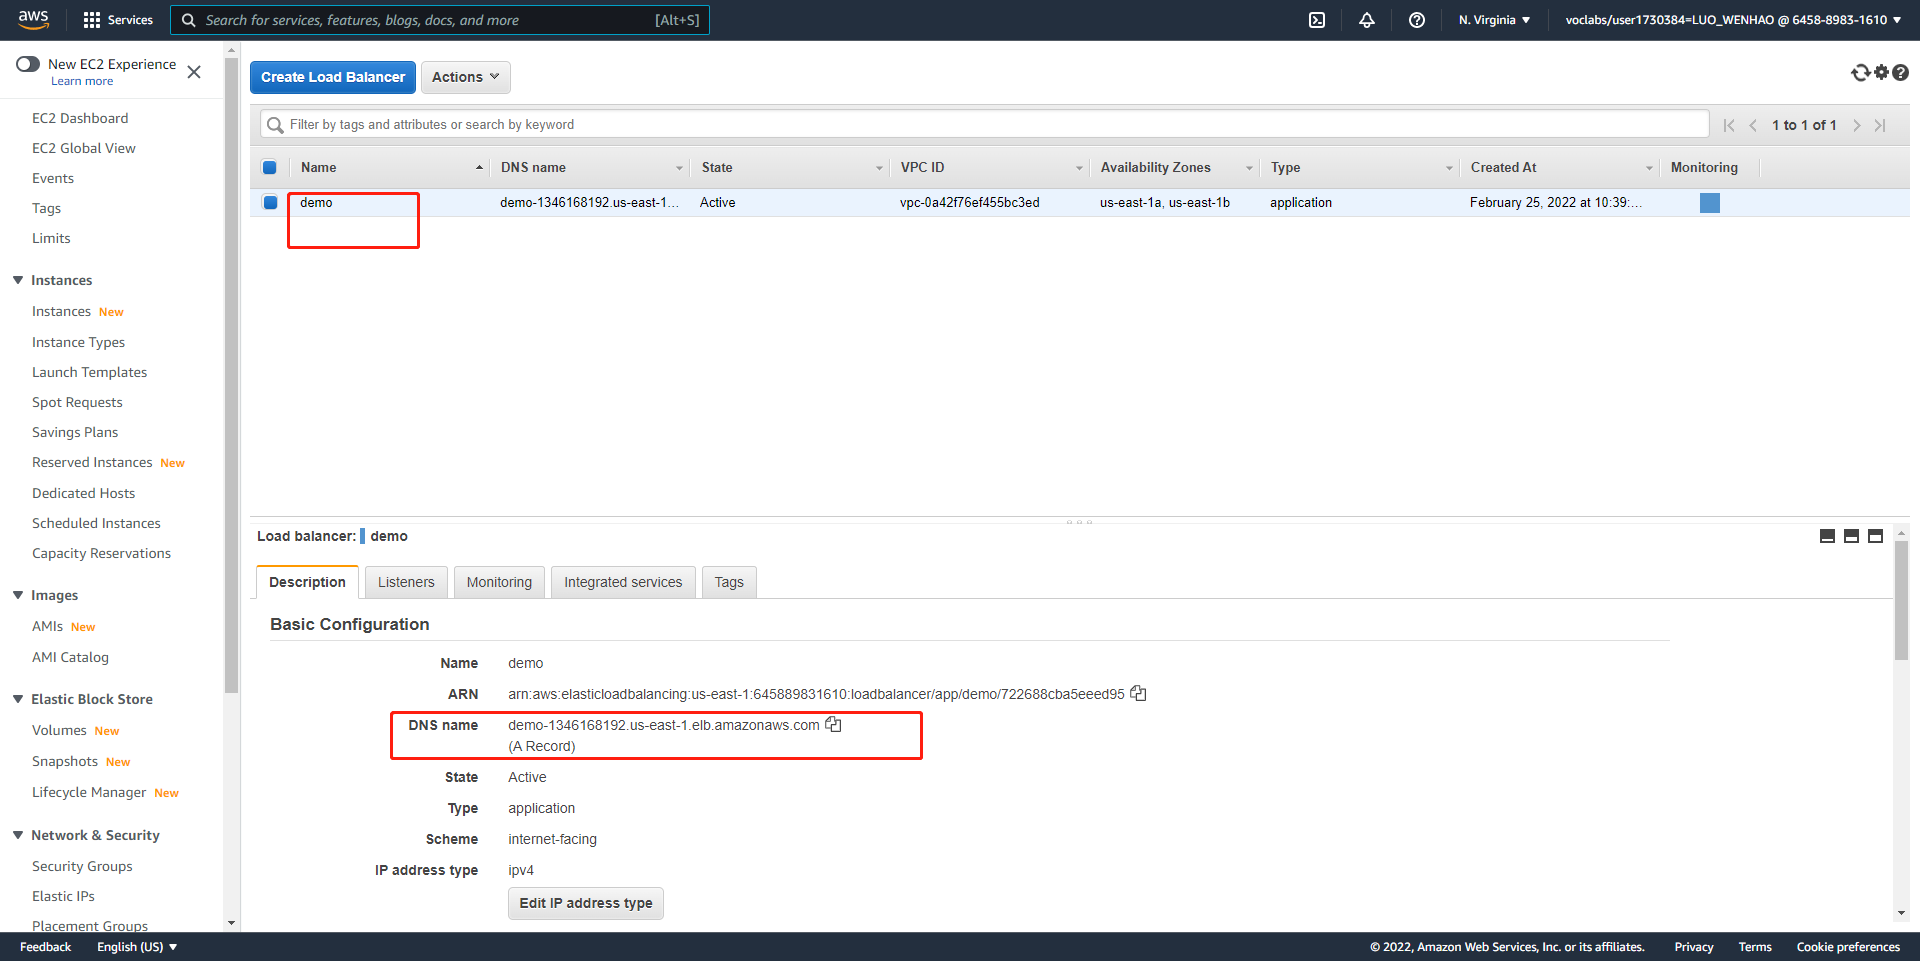 aws
Services
Search for services, features, blogs, docs, and more [Alt+S]
N. Virginia
voclabs/user1730384=LUO_WENHAO @ 6458-8983-1610
New EC2 Experience
Learn more
EC2 Dashboard
EC2 Global View
Events
Tags
Limits
Instances
Instances New
Instance Types
Launch Templates
Spot Requests
Savings Plans
Reserved Instances New
Dedicated Hosts
Scheduled Instances
Capacity Reservations
Images
AMIs New
AMI Catalog
Elastic Block Store
Volumes New
Snapshots New
Lifecycle Manager New
Network & Security
Security Groups
Elastic IPs
Placement Groups
Create Load Balancer
Actions
Filter by tags and attributes or search by keyword
1 to 1 of 1
Name DNS name State VPC ID Availability Zones Type Created At Monitoring
demo demo-1346168192.us-east-1... Active vpc-0a42f76ef455bc3ed us-east-1a, us-east-1b application February 25, 2022 at 10:39:...
Load balancer: demo
Description Listeners Monitoring Integrated services Tags
Basic Configuration
Name demo
ARN arn:aws:elasticloadbalancing:us-east-1:645889831610:loadbalancer/app/demo/722688cba5eeed95
DNS name demo-1346168192.us-east-1.elb.amazonaws.com
(A Record)
State Active
Type application
Scheme internet-facing
IP address type ipv4
Edit IP address type
Feedback English (US)
© 2022, Amazon Web Services, Inc. or its affiliates. Privacy Terms Cookie preferences